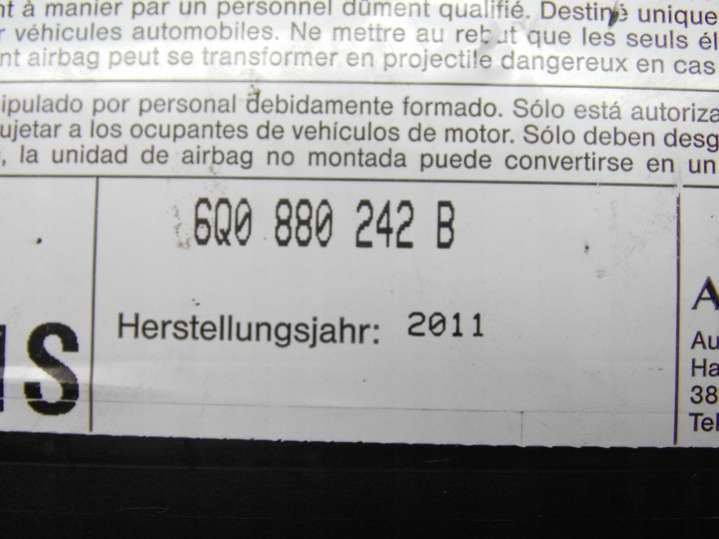 nt à manier par un personnel dûment qualifié. Destiné unique
r véhicules automobiles. Ne mettre au rebut que les seuls él
nt airbag peut se transformer en projectile dangereux en cas
ipulado por personal debidamente formado. Sólo está autoriza
sujetar a los ocupantes de vehículos de motor. Sólo deben desg
, la unidad de airbag no montada puede convertirse en un
6Q0 880 242 B
Herstellungsjahr: 2011
S
A
Au
Ha
38
Tel